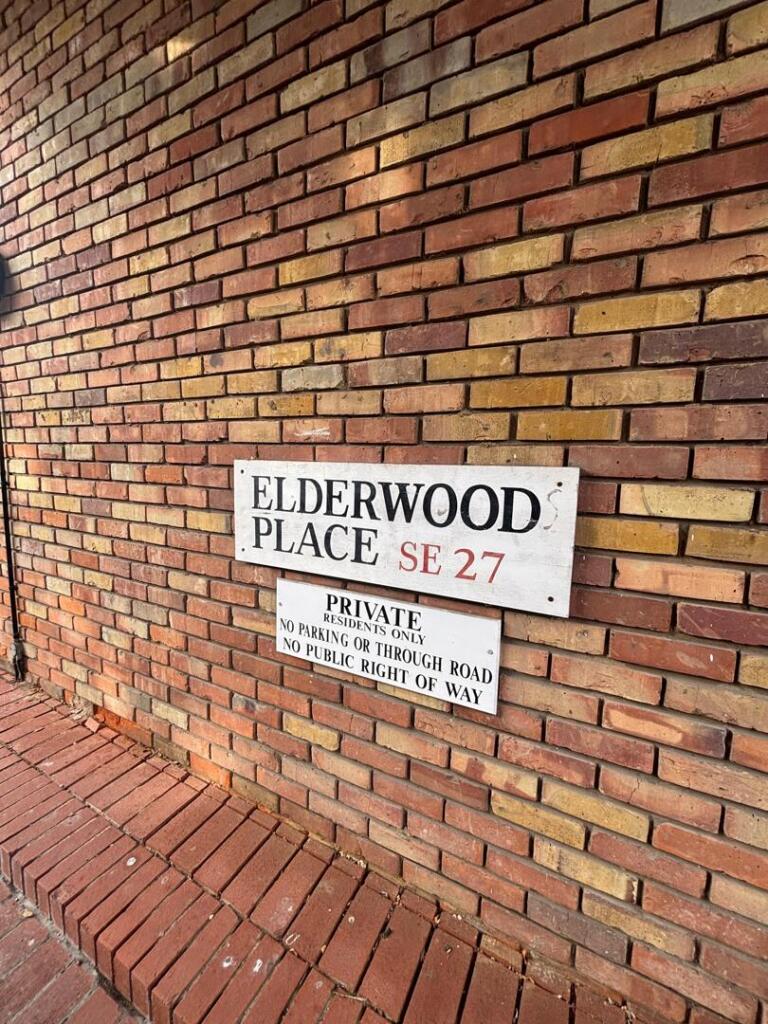 ELDERWOOD
PLACE SE 27
PRIVATE
RESIDENTS ONLY
NO PARKING OR THROUGH ROAD
NO PUBLIC RIGHT OF WAY